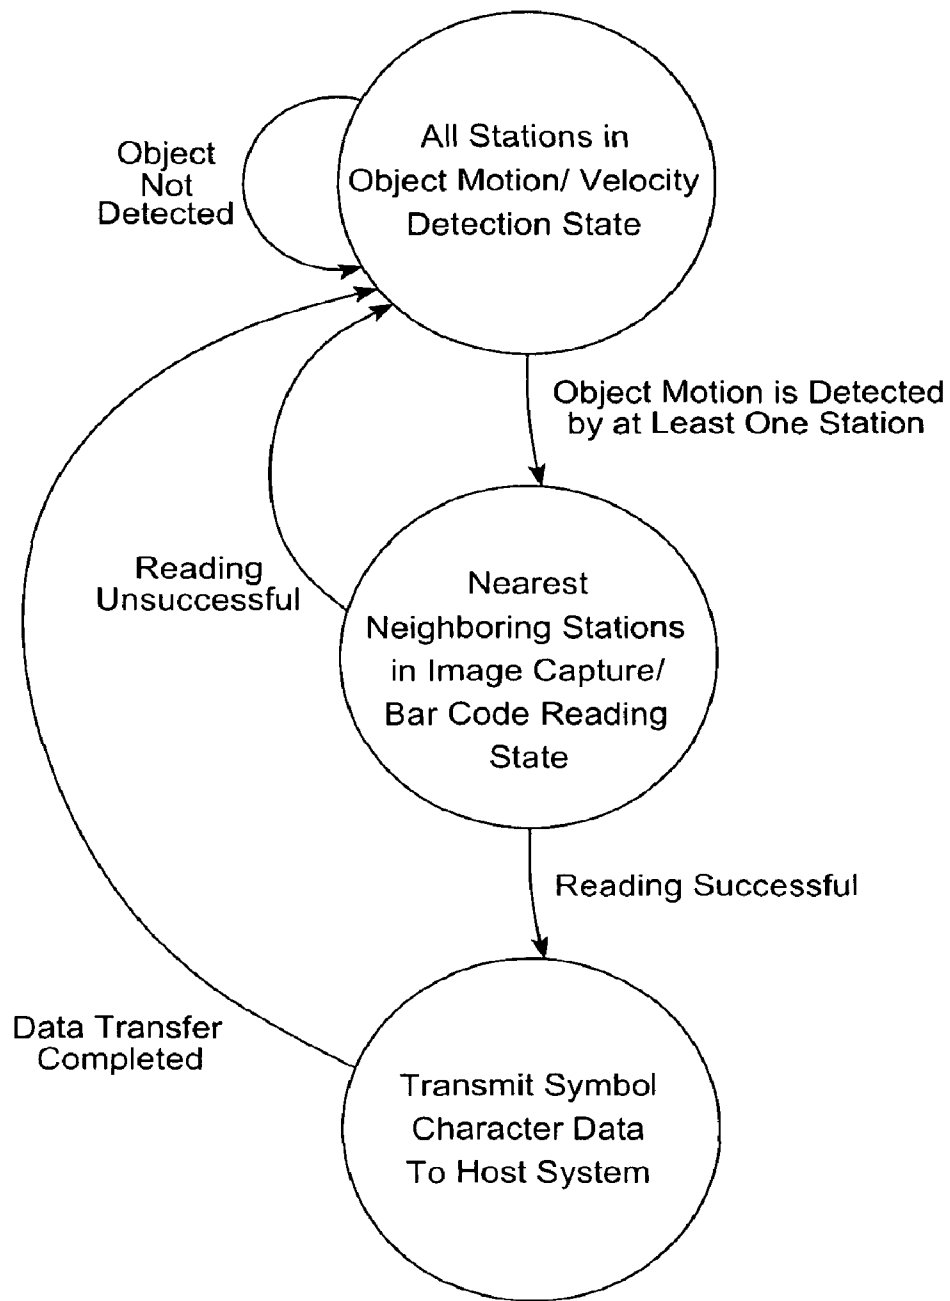 All Stations in
Object Motion/ Velocity
Detection State
Object
Not
Detected
Object Motion is Detected
by at Least One Station
Nearest
Neighboring Stations
in Image Capture/
Bar Code Reading
State
Reading
Unsuccessful
Reading Successful
Data Transfer
Completed
Transmit Symbol
Character Data
To Host System